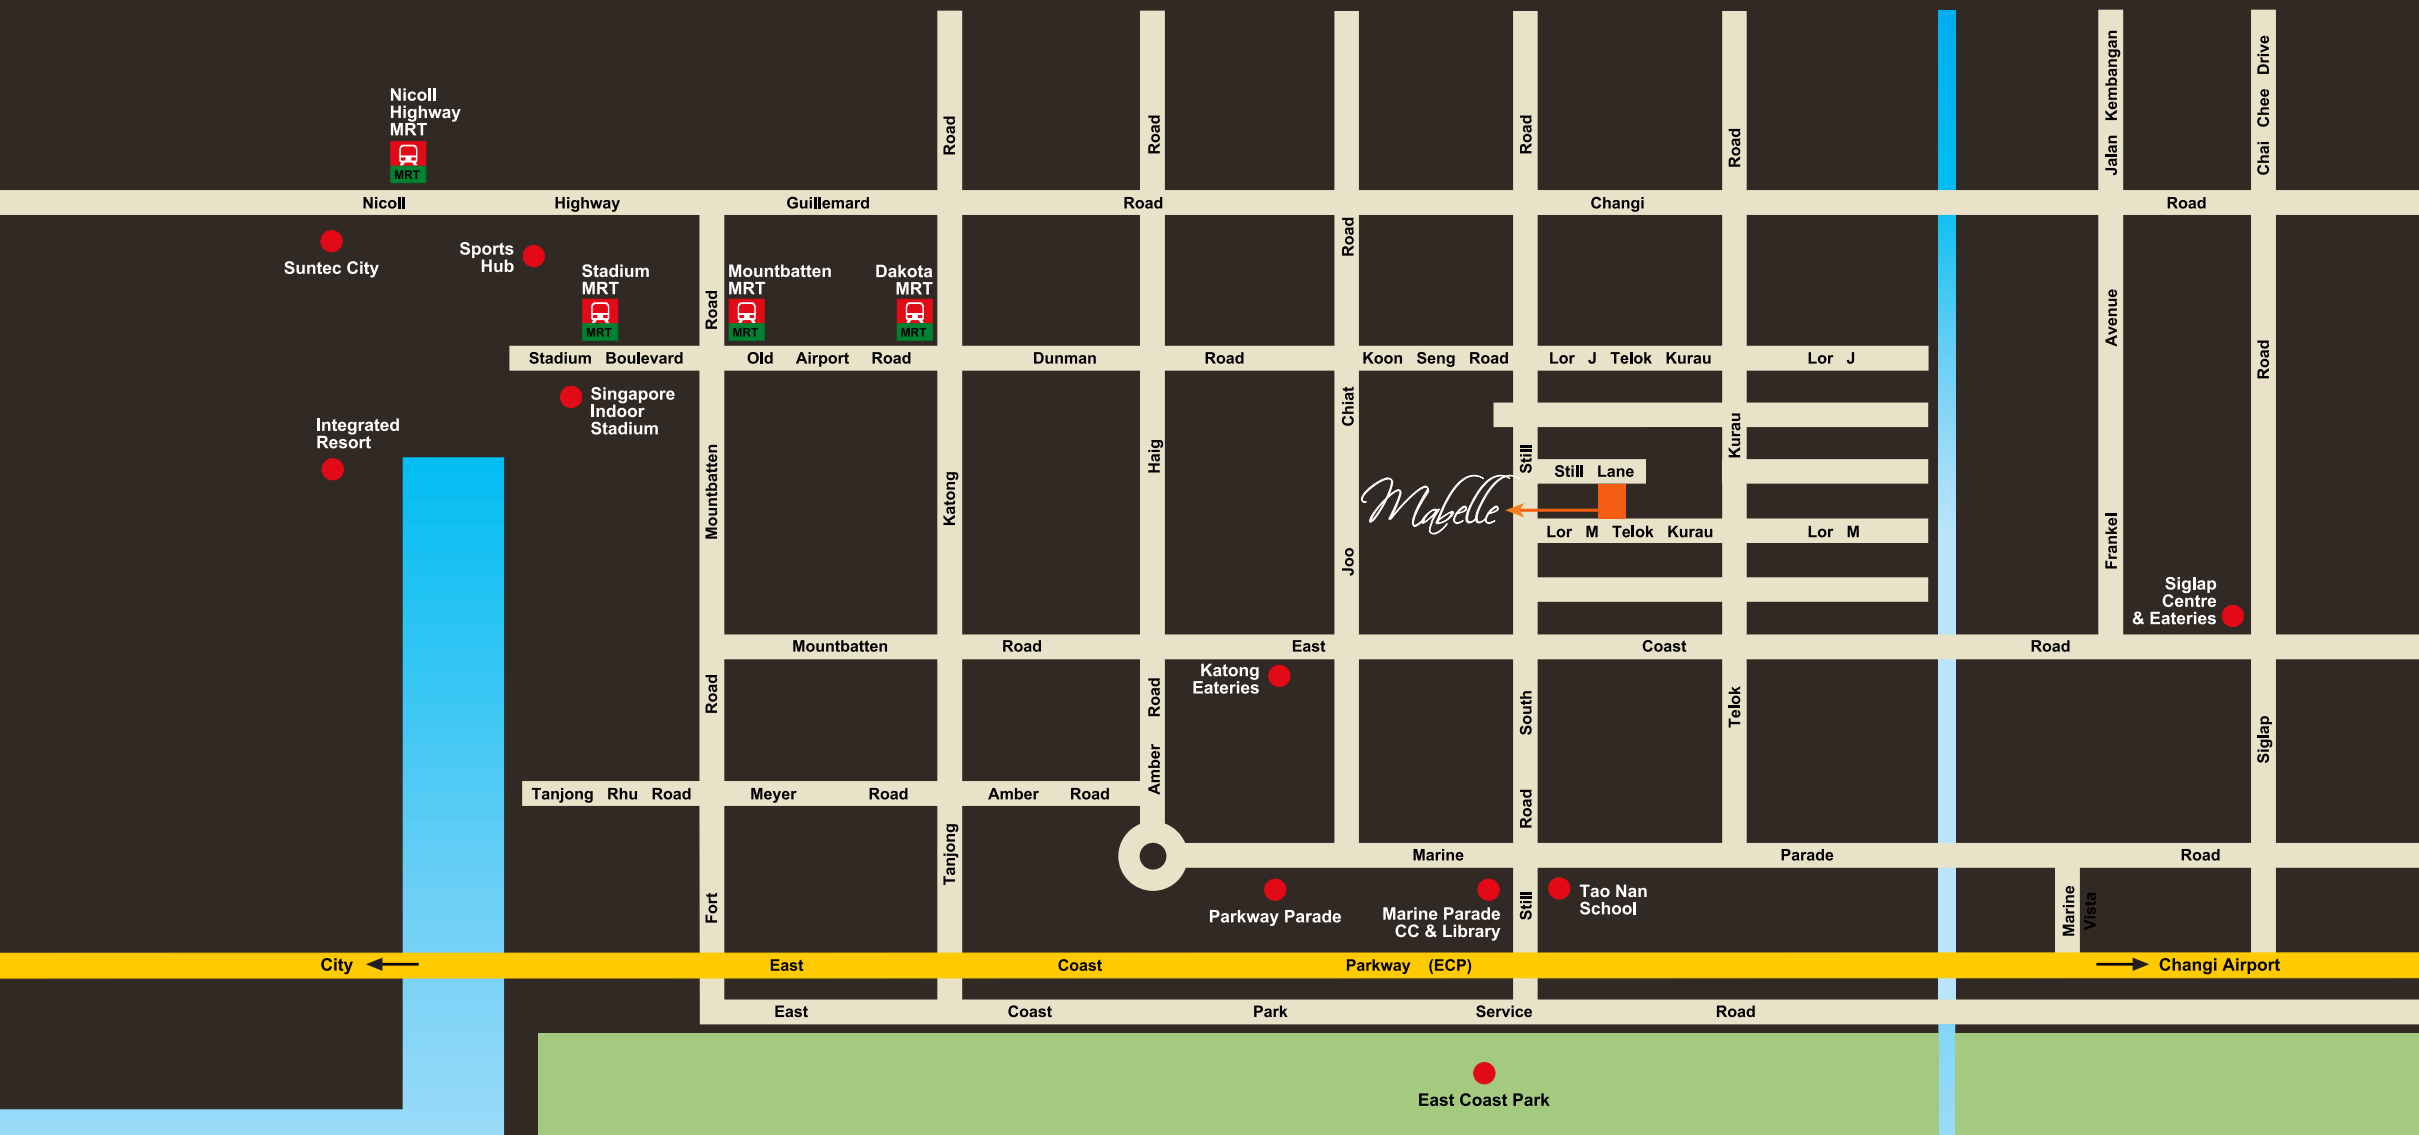 Nicoll
Highway
MRT
MRT
Road
Road
Road
Road
Road
Jalan Kembangan
Chai Chee Drive
Nicoll Highway Guillemard Road Changi Road
Suntec City
Sports
Hub
Stadium
MRT
MRT
Mountbatten
MRT
MRT
Dakota
MRT
MRT
Stadium Boulevard Old Airport Road Dunman Road Koon Seng Road Lor J Telok Kurau Lor J
Singapore
Indoor
Stadium
Integrated
Resort
Mountbatten Road
Tanjong Katong
Haig
Joo Chiat Road
Still
Telok Kurau
Frankel Avenue
Siglap Road
Still Lane
Mabelle
Lor M Telok Kurau Lor M
Siglap
Centre
& Eateries
Mountbatten Road East Coast Road
Katong
Eateries
Fort Road
Amber Road
Still Road South
Tanjong Rhu Road Meyer Road Amber Road
Marine Parade Road
Parkway Parade
Marine Parade
CC & Library
Tao Nan
School
Marine
Vista
City East Coast Parkway (ECP) Changi Airport
East Coast Park Service Road
East Coast Park